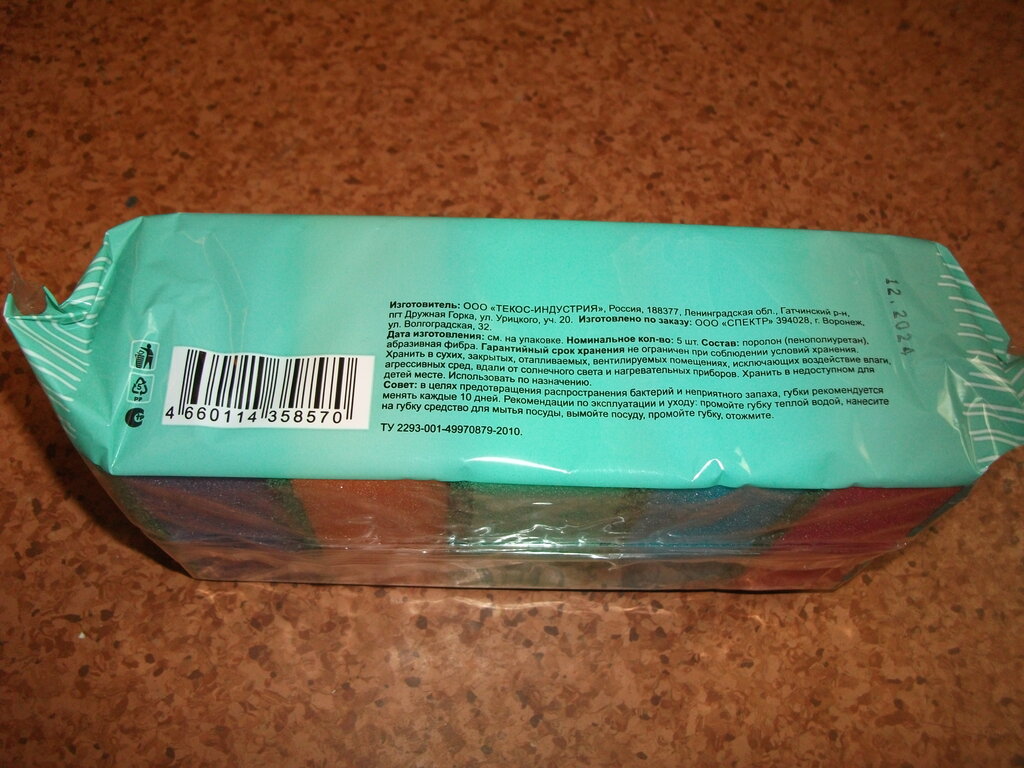 Изготовитель: ООО «ТЕКОС-ИНДУСТРИЯ», Россия, 188377, Ленинградская обл., Гатчинский р-н,
пгт Дружная Горка, ул. Урицкого, уч. 20. Изготовлено по заказу: ООО «СПЕКТР» 394028, г. Воронеж,
ул. Волгоградская, 32.
Дата изготовления: см. на упаковке. Номинальное кол-во: 5 шт. Состав: поролон (пенополиуретан),
абразивная фибра. Гарантийный срок хранения не ограничен при соблюдении условий хранения.
Хранить в сухих, закрытых, отапливаемых, вентилируемых помещениях, исключающих воздействие влаги,
агрессивных сред, вдали от солнечного света и нагревательных приборов. Хранить в недоступном для
детей месте. Использовать по назначению.
Совет: в целях предотвращения распространения бактерий и неприятного запаха, губки рекомендуется
менять каждые 10 дней. Рекомендации по эксплуатации и уходу: промойте губку теплой водой, нанесите
на губку средство для мытья посуды, вымойте посуду, промойте губку, отожмите.
ТУ 2293-001-49970879-2010.
12.2024
5
PP
4 660114 358570